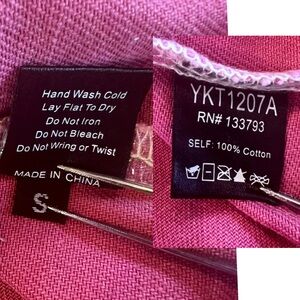 Hand Wash Cold
Lay Flat To Dry
Do Not Iron
Do Not Bleach
Do Not Wring or Twist
MADE IN CHINA
S
YKT1207A
RN# 133793
SELF: 100% Cotton